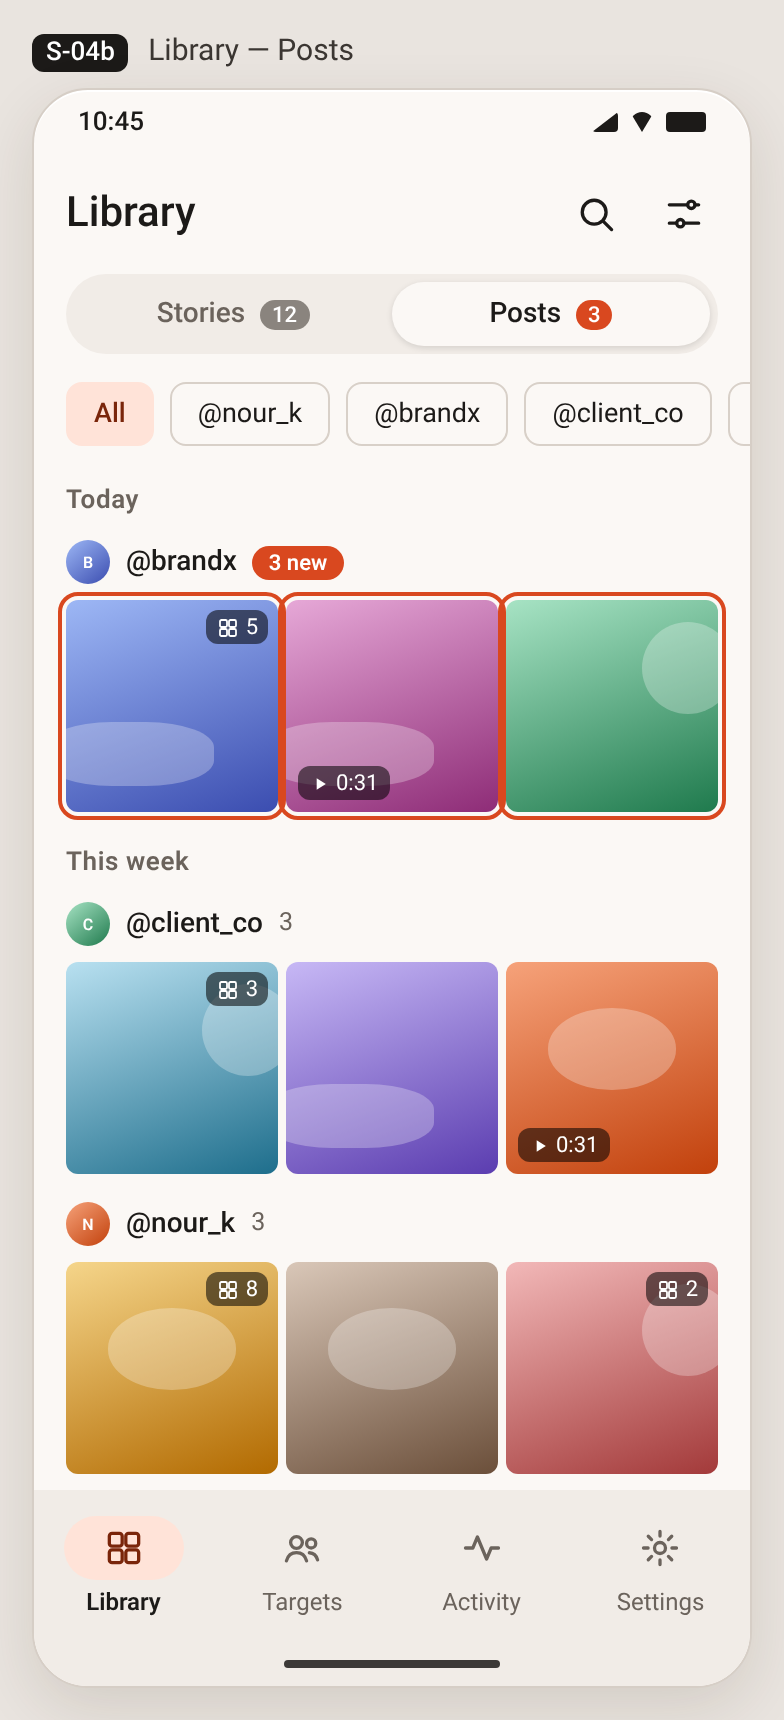 S-04b Library — Posts
10:45
Library
Stories 12 Posts 3
All @nour_k @brandx @client_co
Today
B @brandx 3 new
5
0:31
This week
C @client_co 3
3
0:31
N @nour_k 3
8 2
Library Targets Activity Settings